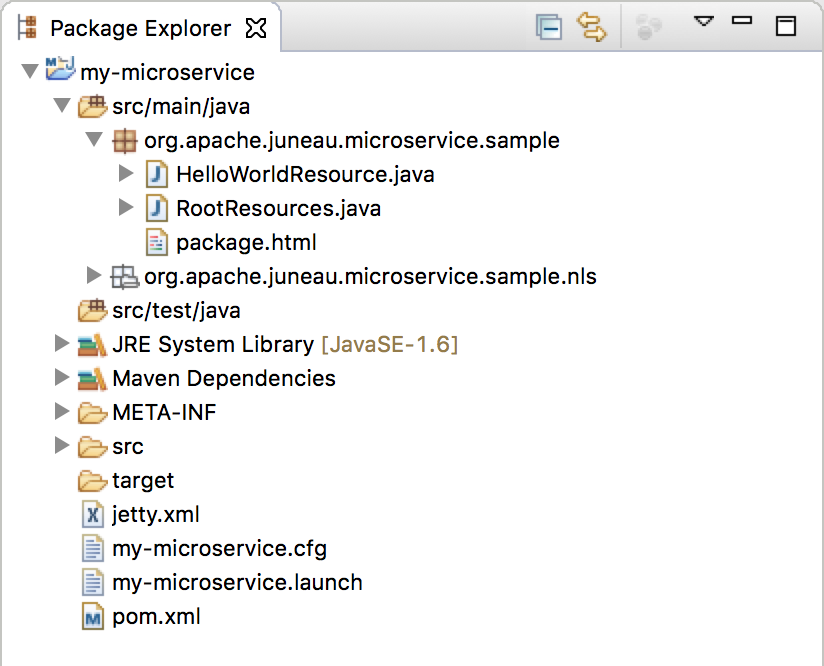 Package Explorer
my-microservice
src/main/java
org.apache.juneau.microservice.sample
HelloWorldResource.java
RootResources.java
package.html
org.apache.juneau.microservice.sample.nls
src/test/java
JRE System Library [JavaSE-1.6]
Maven Dependencies
META-INF
src
target
jetty.xml
my-microservice.cfg
my-microservice.launch
pom.xml